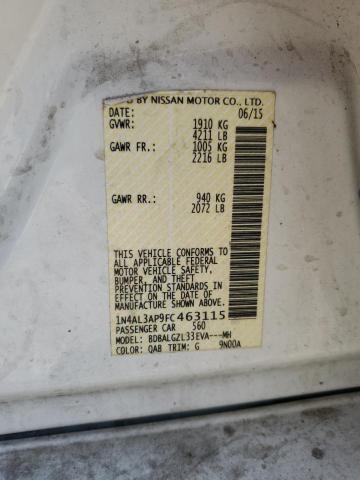 BY NISSAN MOTOR CO., LTD.
DATE: 06/15
GVWR: 1910 KG
4211 LB
GAWR FR.: 1005 KG
2216 LB
GAWR RR.: 940 KG
2072 LB
THIS VEHICLE CONFORMS TO ALL
APPLICABLE U.S. FEDERAL
MOTOR VEHICLE SAFETY,
BUMPER, AND THEFT
PREVENTION STANDARDS IN
EFFECT ON THE DATE OF
MANUFACTURE SHOWN ABOVE.
1N4AL3AP9FC463115
PASSENGER CAR 560
MODEL: BDBALGZL33EVA---MH
COLOR: QAB TRIM: G 9N00A